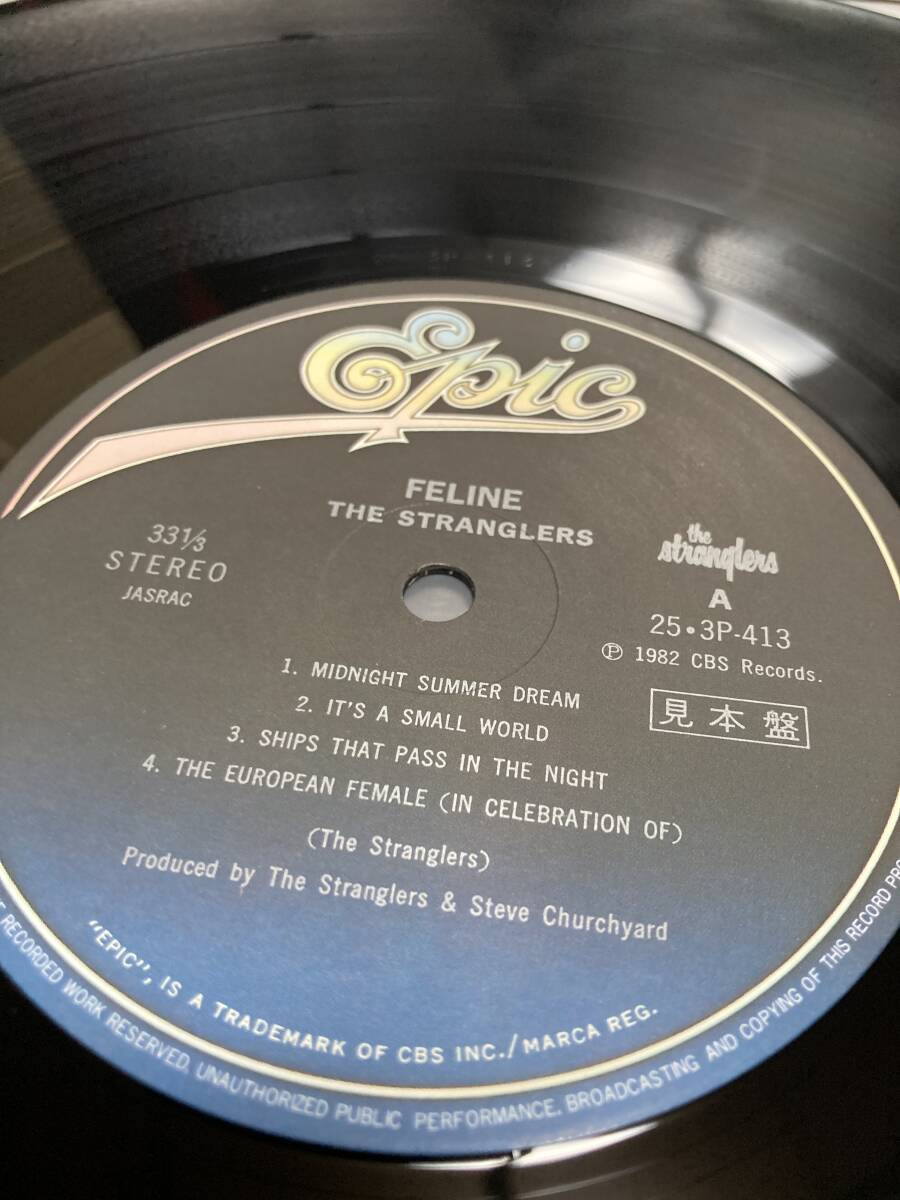 Epic
FELINE
THE STRANGLERS
33⅓
STEREO
JASRAC
the
stranglers
A
25・3P-413
Ⓟ 1982 CBS Records.
見本盤
1. MIDNIGHT SUMMER DREAM
2. IT'S A SMALL WORLD
3. SHIPS THAT PASS IN THE NIGHT
4. THE EUROPEAN FEMALE (IN CELEBRATION OF)
(The Stranglers)
Produced by The Stranglers & Steve Churchyard
"EPIC", IS A TRADEMARK OF CBS INC./MARCA REG.
RECORDED WORK RESERVED. UNAUTHORIZED PUBLIC PERFORMANCE. BROADCASTING AND COPYING OF THIS RECORD